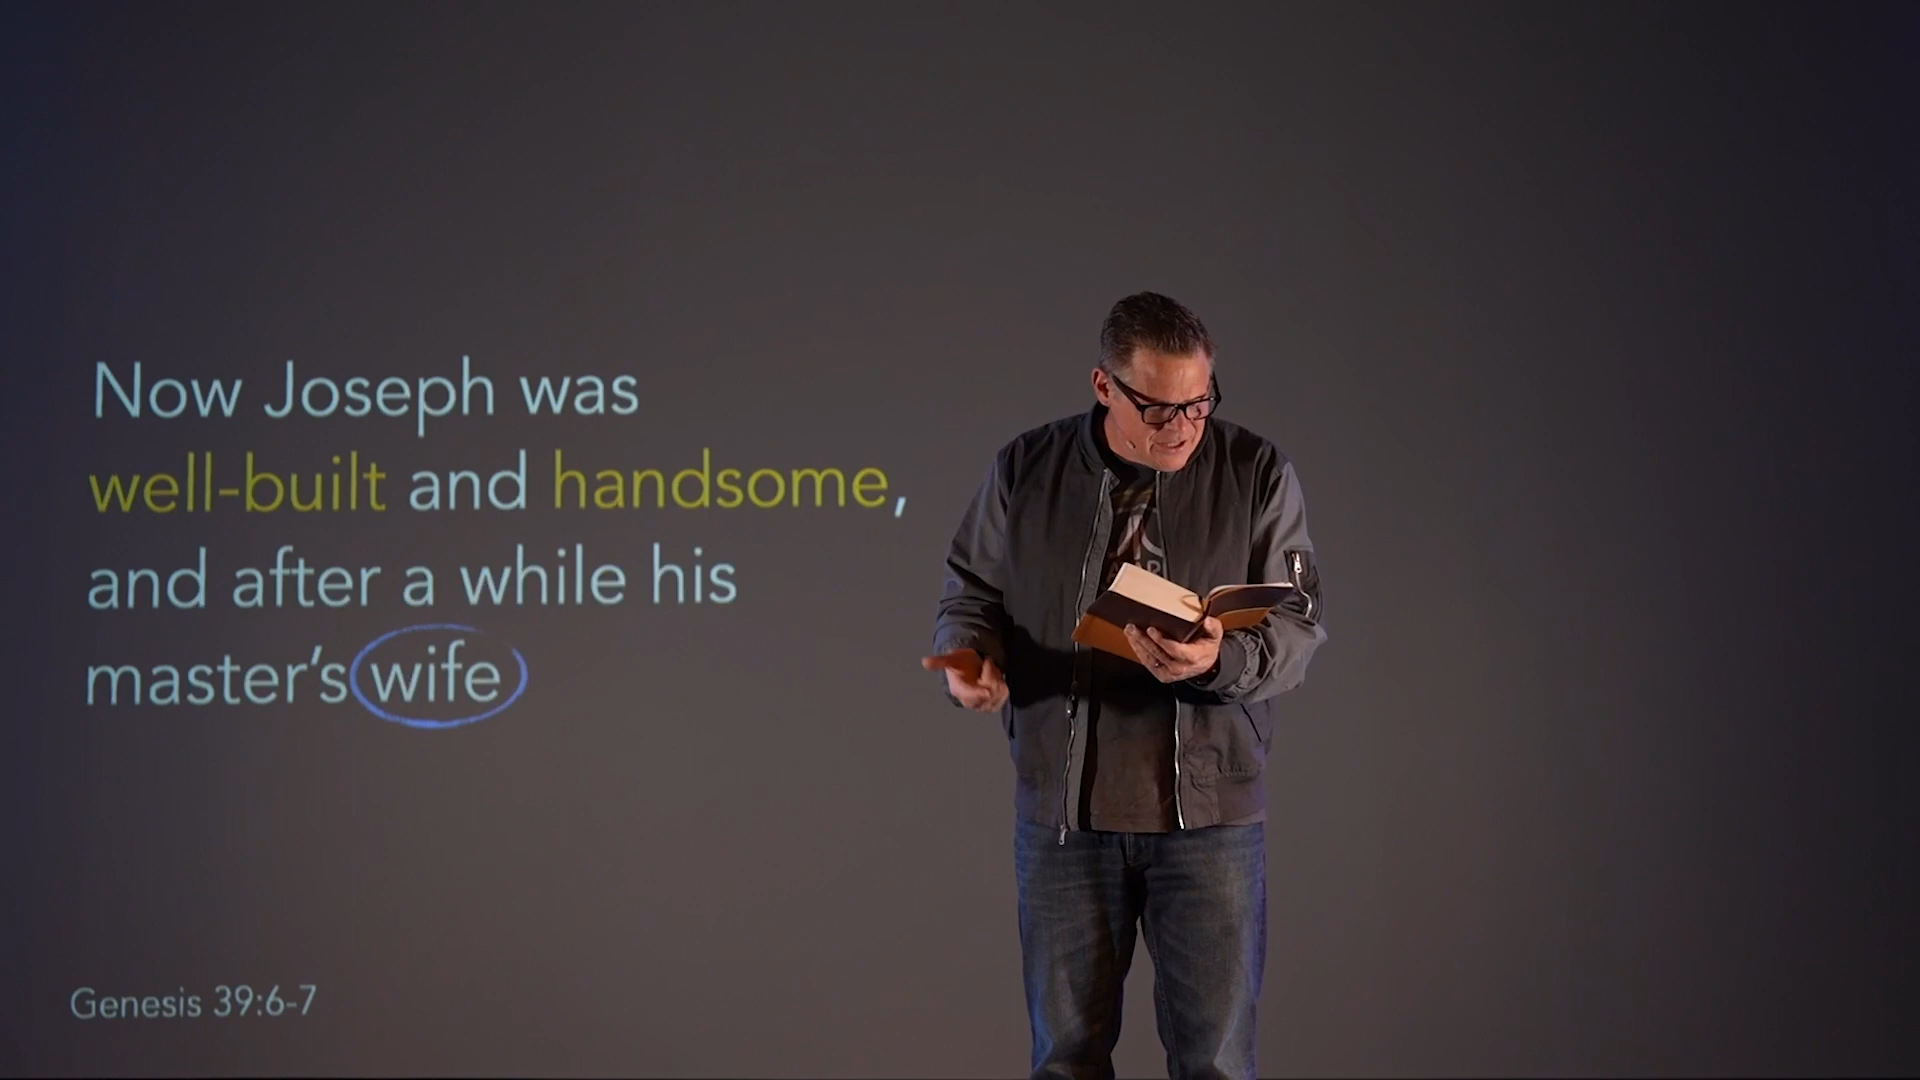 Now Joseph was
well-built and handsome,
and after a while his
master's wife
Genesis 39:6-7